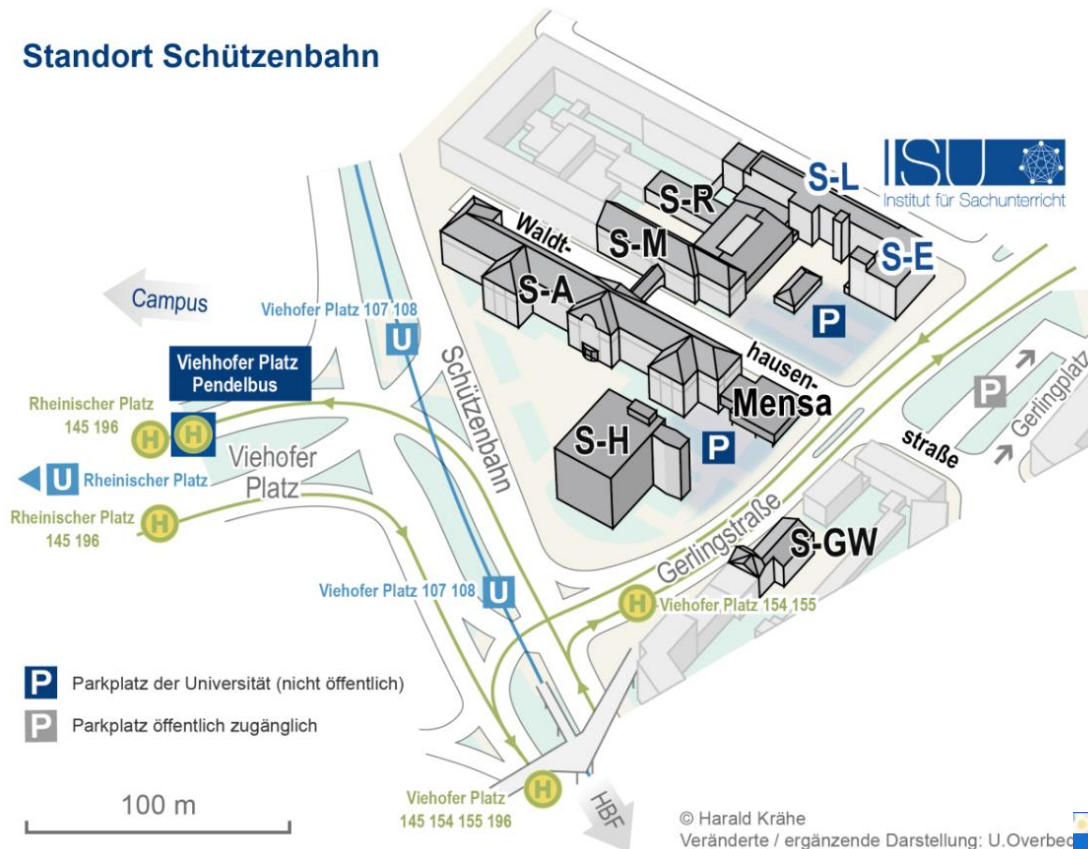 Standort Schützenbahn
ISU
Institut für Sachunterricht
S-L
S-R
S-E
Waldt-
S-M
S-A
P
Campus
Viehofer Platz 107 108
U
Viehhofer Platz
Pendelbus
Rheinischer Platz
145 196
H
H
Schützenbahn
hausen-
Mensa
P
Gerlingplatz
straße
S-H
P
Viehofer
Platz
U
Rheinischer Platz
Rheinischer Platz
145 196
H
Gerlingstraße
S-GW
Viehofer Platz 107 108
U
H
Viehofer Platz 154 155
P
Parkplatz der Universität (nicht öffentlich)
P
Parkplatz öffentlich zugänglich
100 m
Viehofer Platz
145 154 155 196
H
HBF
© Harald Krähe
Veränderte / ergänzende Darstellung: U.Overbec